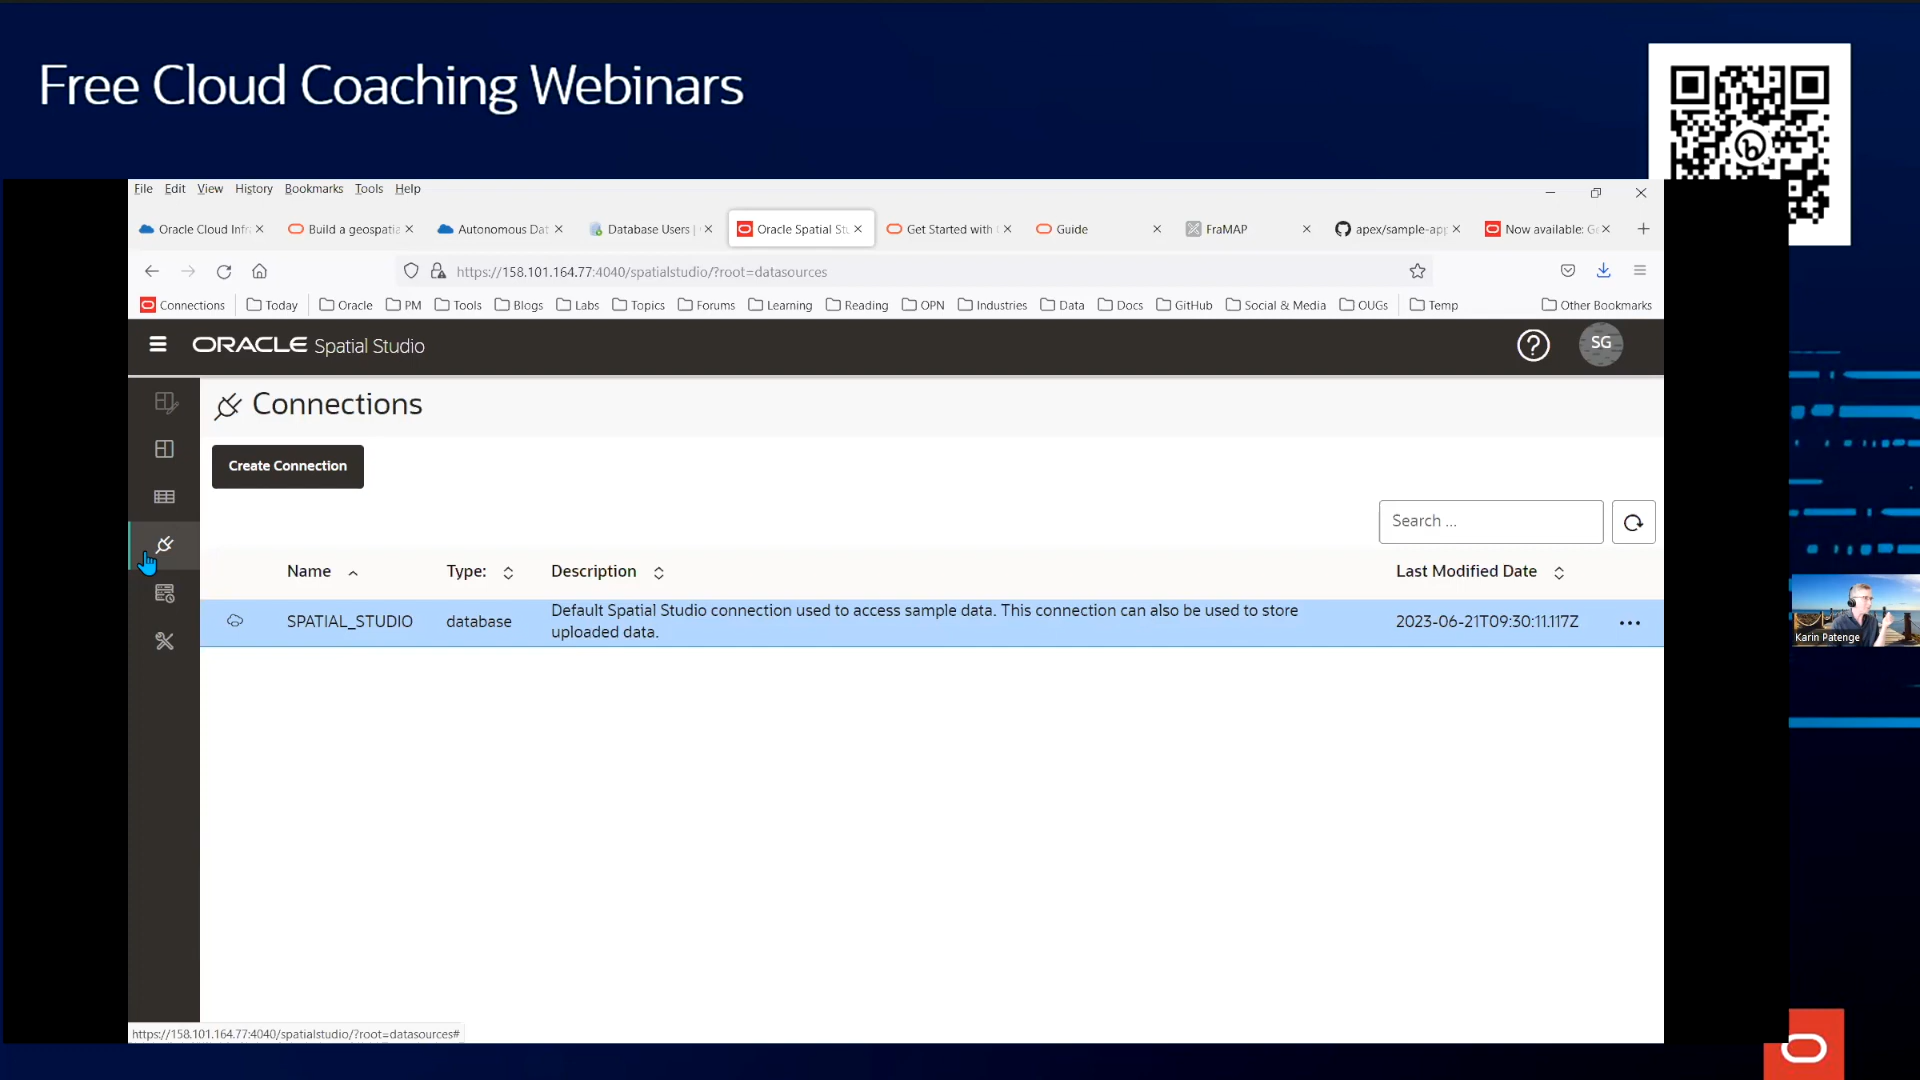 Free Cloud Coaching Webinars
File Edit View History Bookmarks Tools Help
Oracle Cloud Infr
Build a geospatia
Autonomous Dat
Database Users |
Oracle Spatial Stu
Get Started with
Guide
FraMAP
apex/sample-app
Now available: Ge
https://158.101.164.77:4040/spatialstudio/?root=datasources
Connections Today Oracle PM Tools Blogs Labs Topics Forums Learning Reading OPN Industries Data Docs GitHub Social & Media OUGs Temp Other Bookmarks
ORACLE Spatial Studio
SG
Connections
Create Connection
Search ...
Name Type: Description Last Modified Date
SPATIAL_STUDIO database Default Spatial Studio connection used to access sample data. This connection can also be used to store
uploaded data.
2023-06-21T09:30:11.117Z
Karin Patenge
https://158.101.164.77:4040/spatialstudio/?root=datasources#